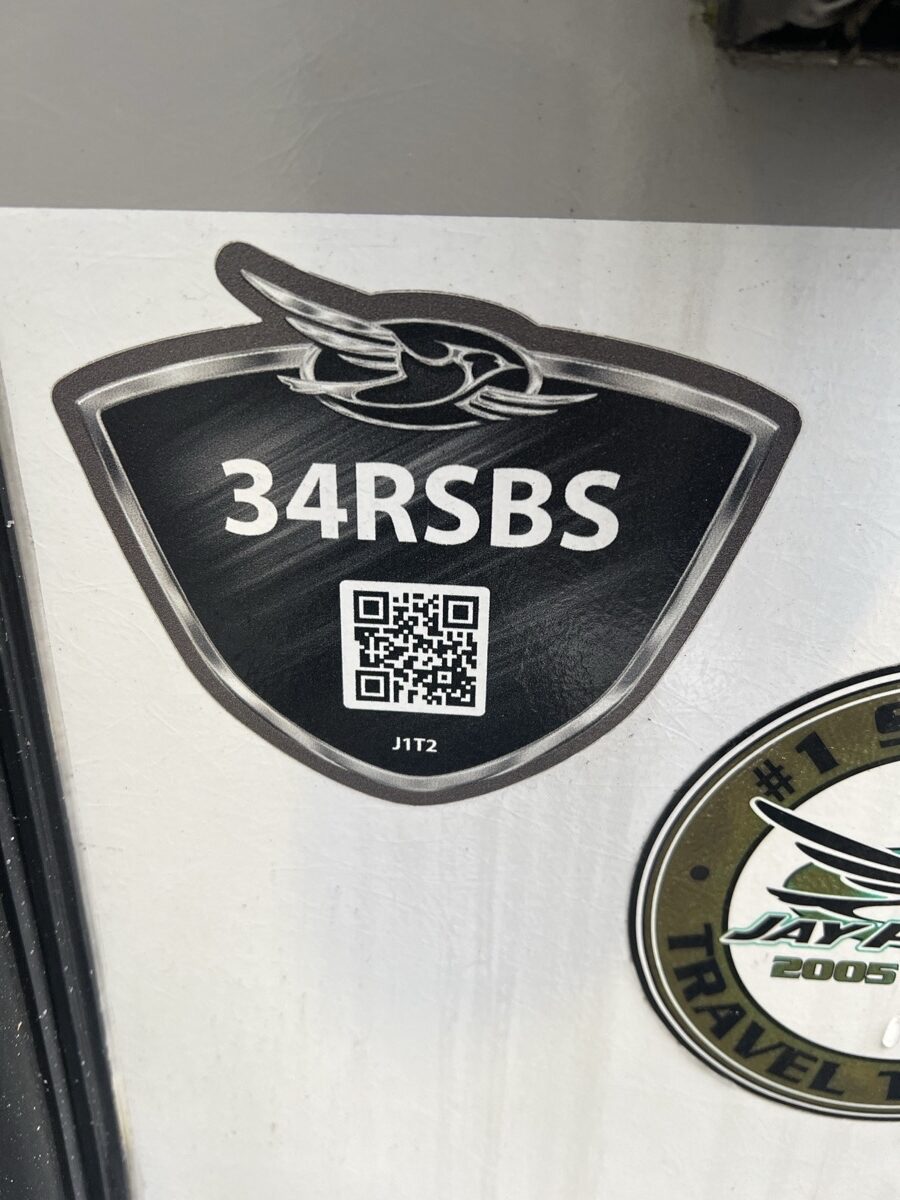 34RSBS
J1T2
#1
TRAVEL
JAY
2005